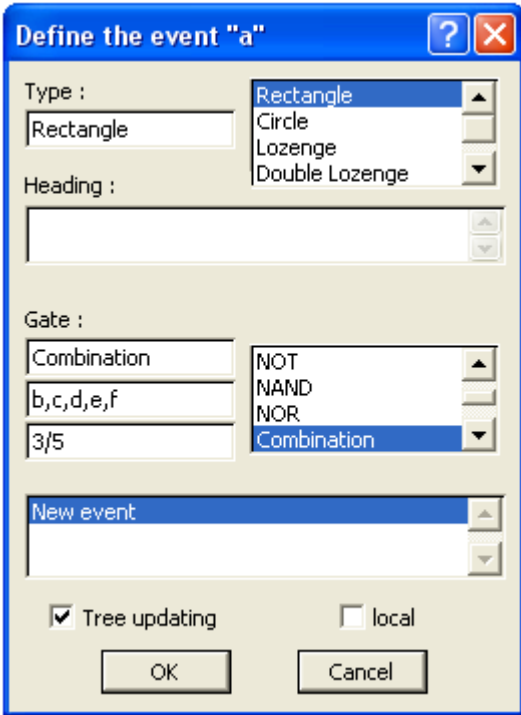 Define the event "a"
Type :
Rectangle
Rectangle
Circle
Lozenge
Double Lozenge
Heading :
Gate :
Combination
b,c,d,e,f
3/5
NOT
NAND
NOR
Combination
New event
Tree updating
local
OK
Cancel